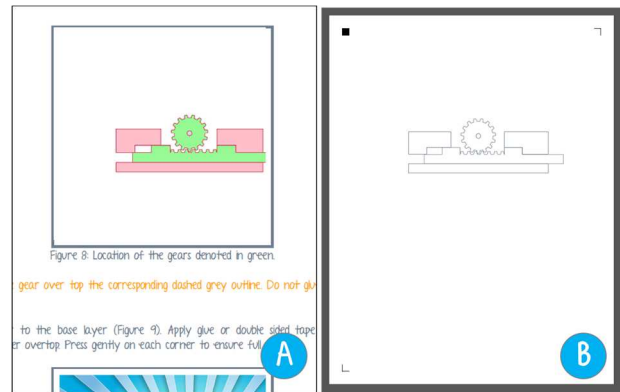 Figure 8: Location of the gears denoted in green.
gear over top the corresponding dashed grey outline. Do not glu
to the base layer (Figure 9). Apply glue or double sided tape
er overtop. Press gently on each corner to ensure full
A
B